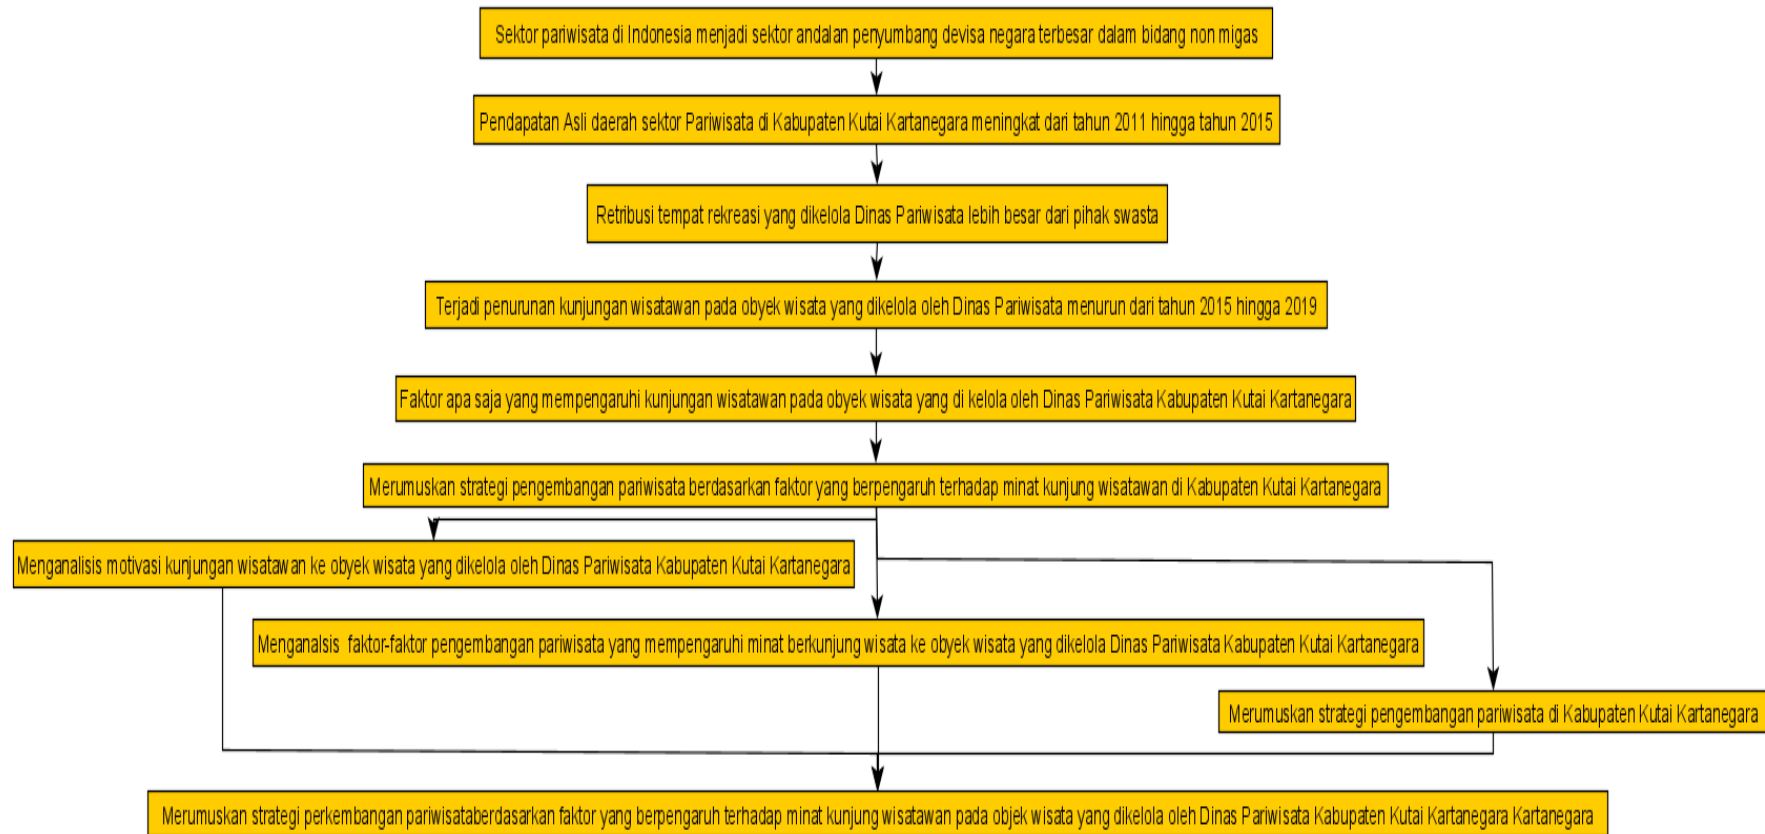 Sektor pariwisata di Indonesia menjadi sektor andalan penyumbang devisa negara terbesar dalam bidang non migas
Pendapatan Asli daerah sektor Pariwisata di Kabupaten Kutai Kartanegara meningkat dari tahun 2011 hingga tahun 2015
Retribusi tempat rekreasi yang dikelola Dinas Pariwisata lebih besar dari pihak swasta
Terjadi penurunan kunjungan wisatawan pada obyek wisata yang dikelola oleh Dinas Pariwisata menurun dari tahun 2015 hingga 2019
Faktor apa saja yang mempengaruhi kunjungan wisatawan pada obyek wisata yang di kelola oleh Dinas Pariwisata Kabupaten Kutai Kartanegara
Merumuskan strategi pengembangan pariwisata berdasarkan faktor yang berpengaruh terhadap minat kunjung wisatawan di Kabupaten Kutai Kartanegara
Menganalisis motivasi kunjungan wisatawan ke obyek wisata yang dikelola oleh Dinas Pariwisata Kabupaten Kutai Kartanegara
Menganalsis faktor-faktor pengembangan pariwisata yang mempengaruhi minat berkunjung wisata ke obyek wisata yang dikelola Dinas Pariwisata Kabupaten Kutai Kartanegara
Merumuskan strategi pengembangan pariwisata di Kabupaten Kutai Kartanegara
Merumuskan strategi perkembangan pariwisataberdasarkan faktor yang berpengaruh terhadap minat kunjung wisatawan pada objek wisata yang dikelola oleh Dinas Pariwisata Kabupaten Kutai Kartanegara Kartanegara